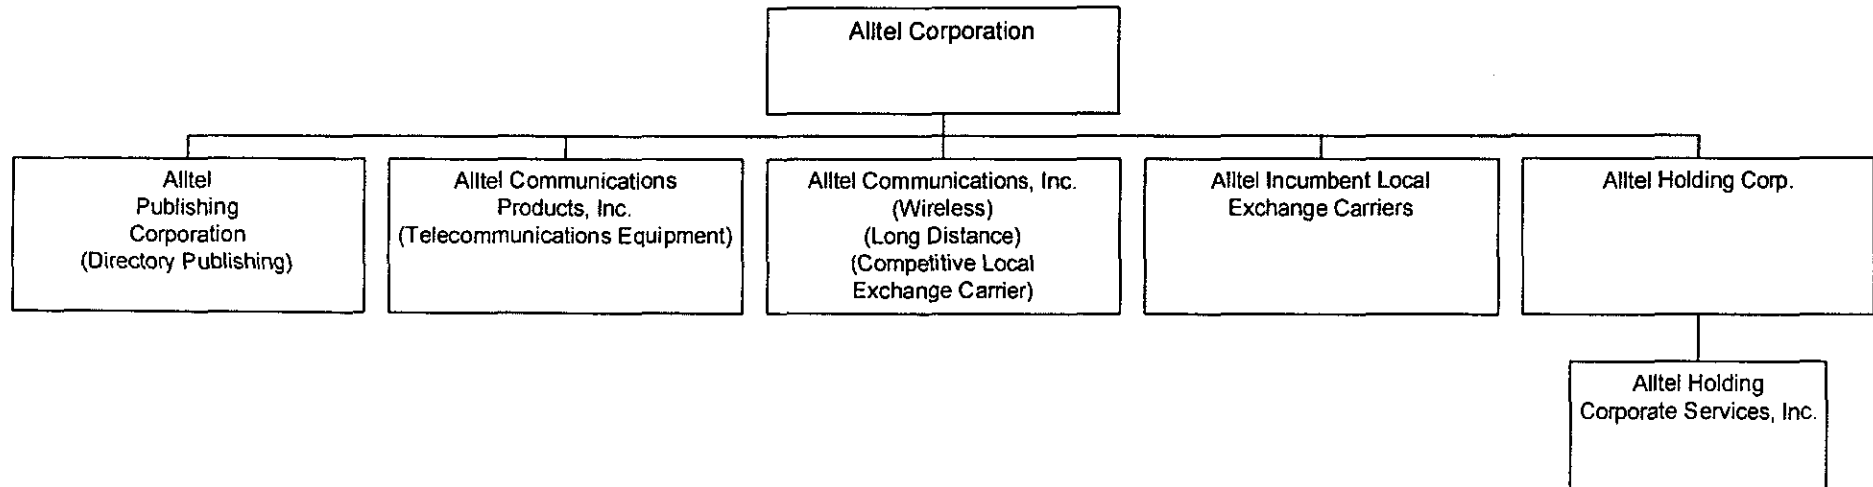 Alltel Corporation
Alltel
Publishing
Corporation
(Directory Publishing)
Alltel Communications
Products, Inc.
(Telecommunications Equipment)
Alltel Communications, Inc.
(Wireless)
(Long Distance)
(Competitive Local
Exchange Carrier)
Alltel Incumbent Local
Exchange Carriers
Alltel Holding Corp.
Alltel Holding
Corporate Services, Inc.